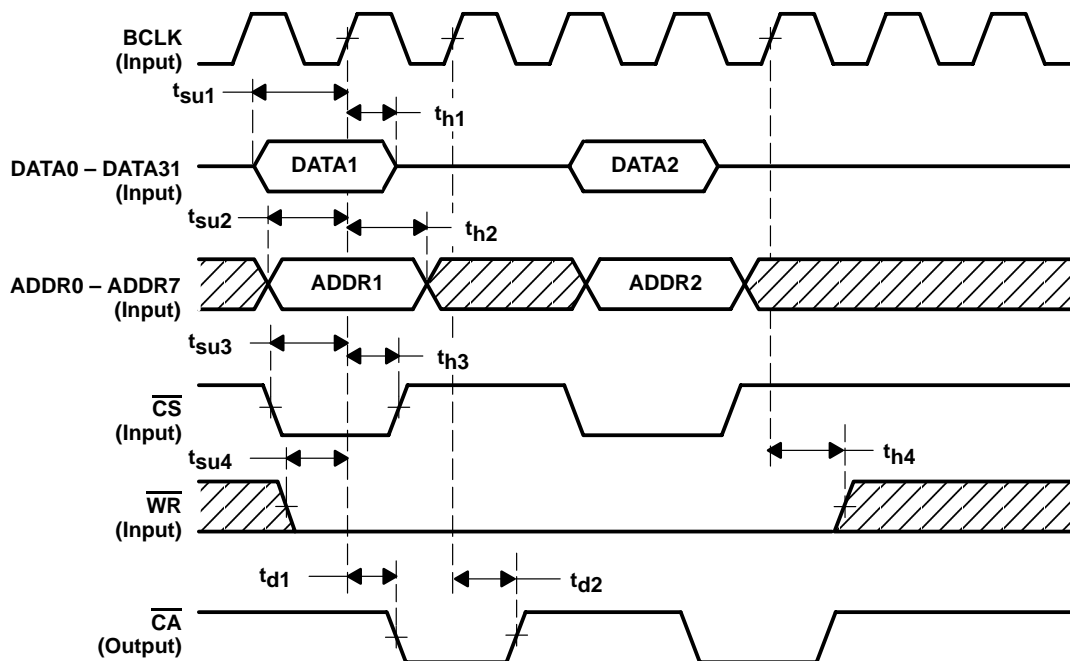 BCLK
(Input)
tsu1
th1
DATA0 – DATA31
(Input)
DATA1
DATA2
tsu2
th2
ADDR0 – ADDR7
(Input)
ADDR1
ADDR2
tsu3
th3
CS
(Input)
tsu4
th4
WR
(Input)
td1
td2
CA
(Output)